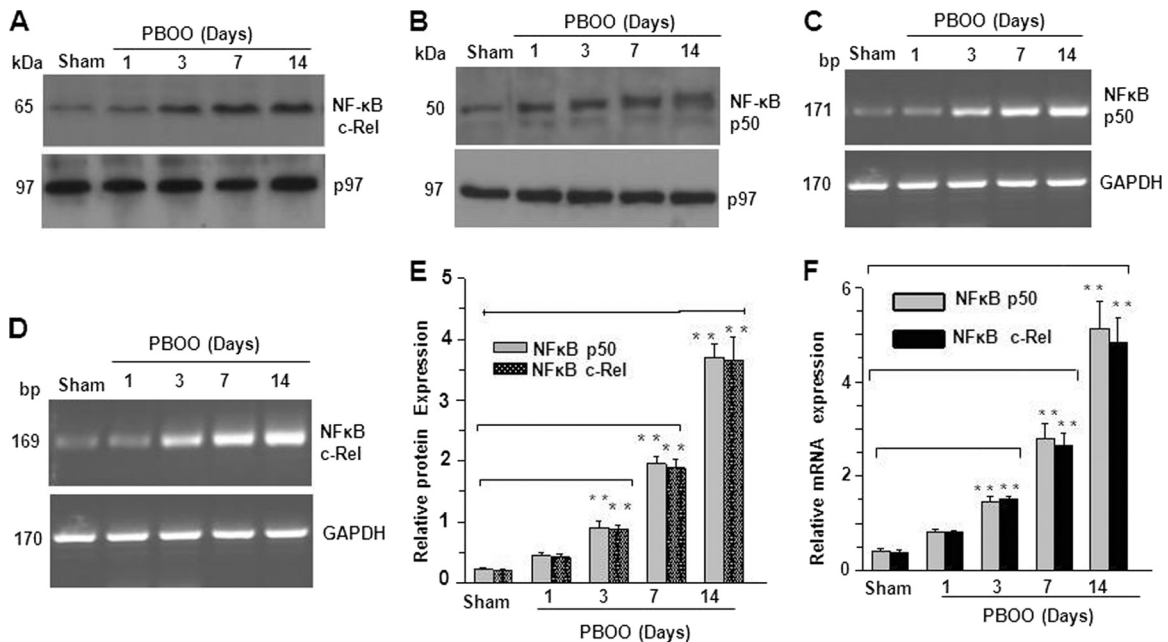 A
PBOO (Days)
kDa Sham 1 3 7 14
65 NF-κB
c-Rel
97 p97
B
PBOO (Days)
kDa Sham 1 3 7 14
50 NF-κB
p50
97 p97
C
PBOO (Days)
bp Sham 1 3 7 14
171 NFκB
p50
170 GAPDH
D
PBOO (Days)
bp Sham 1 3 7 14
169 NFκB
c-Rel
170 GAPDH
E
Relative protein Expression
5
4
3
2
1
0
NFκB p50
NFκB c-Rel
* * * *
* * * *
* * * *
Sham 1 3 7 14
PBOO (Days)
F
Relative mRNA expression
6
5
2
0
NFκB p50
NFκB c-Rel
* * * *
* * * *
* * * *
Sham 1 3 7 14
PBOO (Days)